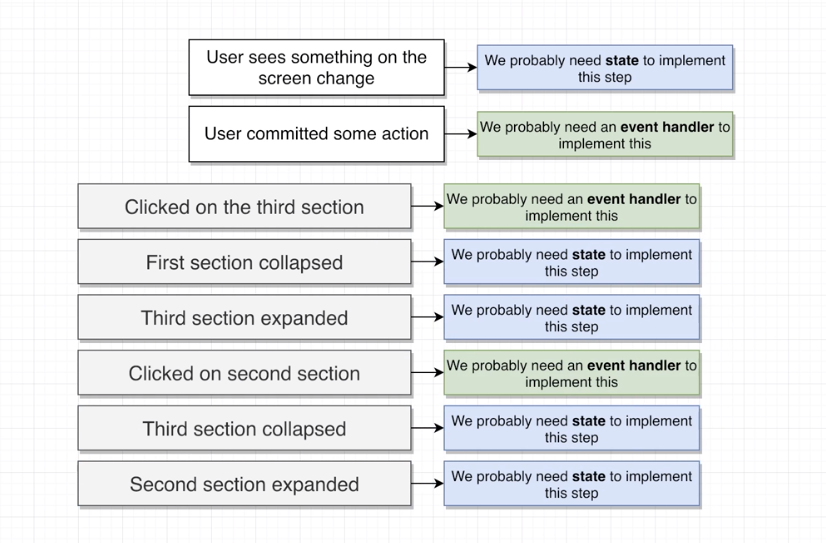 User sees something on the
screen change
We probably need state to implement
this step
User committed some action
We probably need an event handler to
implement this
Clicked on the third section
We probably need an event handler to
implement this
First section collapsed
We probably need state to implement
this step
Third section expanded
We probably need state to implement
this step
Clicked on second section
We probably need an event handler to
implement this
Third section collapsed
We probably need state to implement
this step
Second section expanded
We probably need state to implement
this step